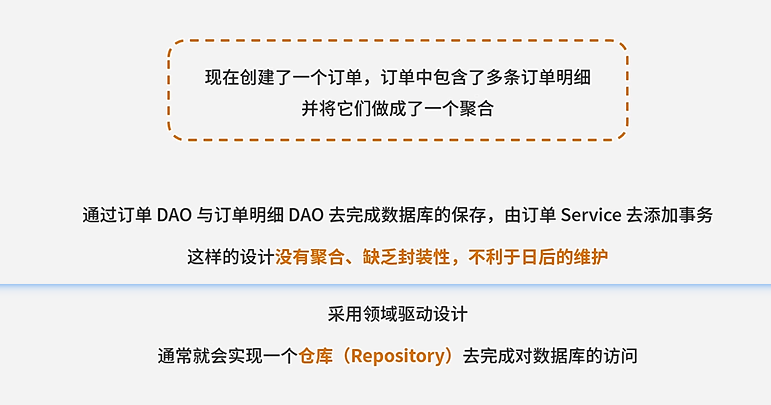 现在创建了一个订单，订单中包含了多条订单明细
并将它们做成了一个聚合
通过订单 DAO 与订单明细 DAO 去完成数据库的保存，由订单 Service 去添加事务
这样的设计没有聚合、缺乏封装性，不利于日后的维护
采用领域驱动设计
通常就会实现一个仓库（Repository）去完成对数据库的访问